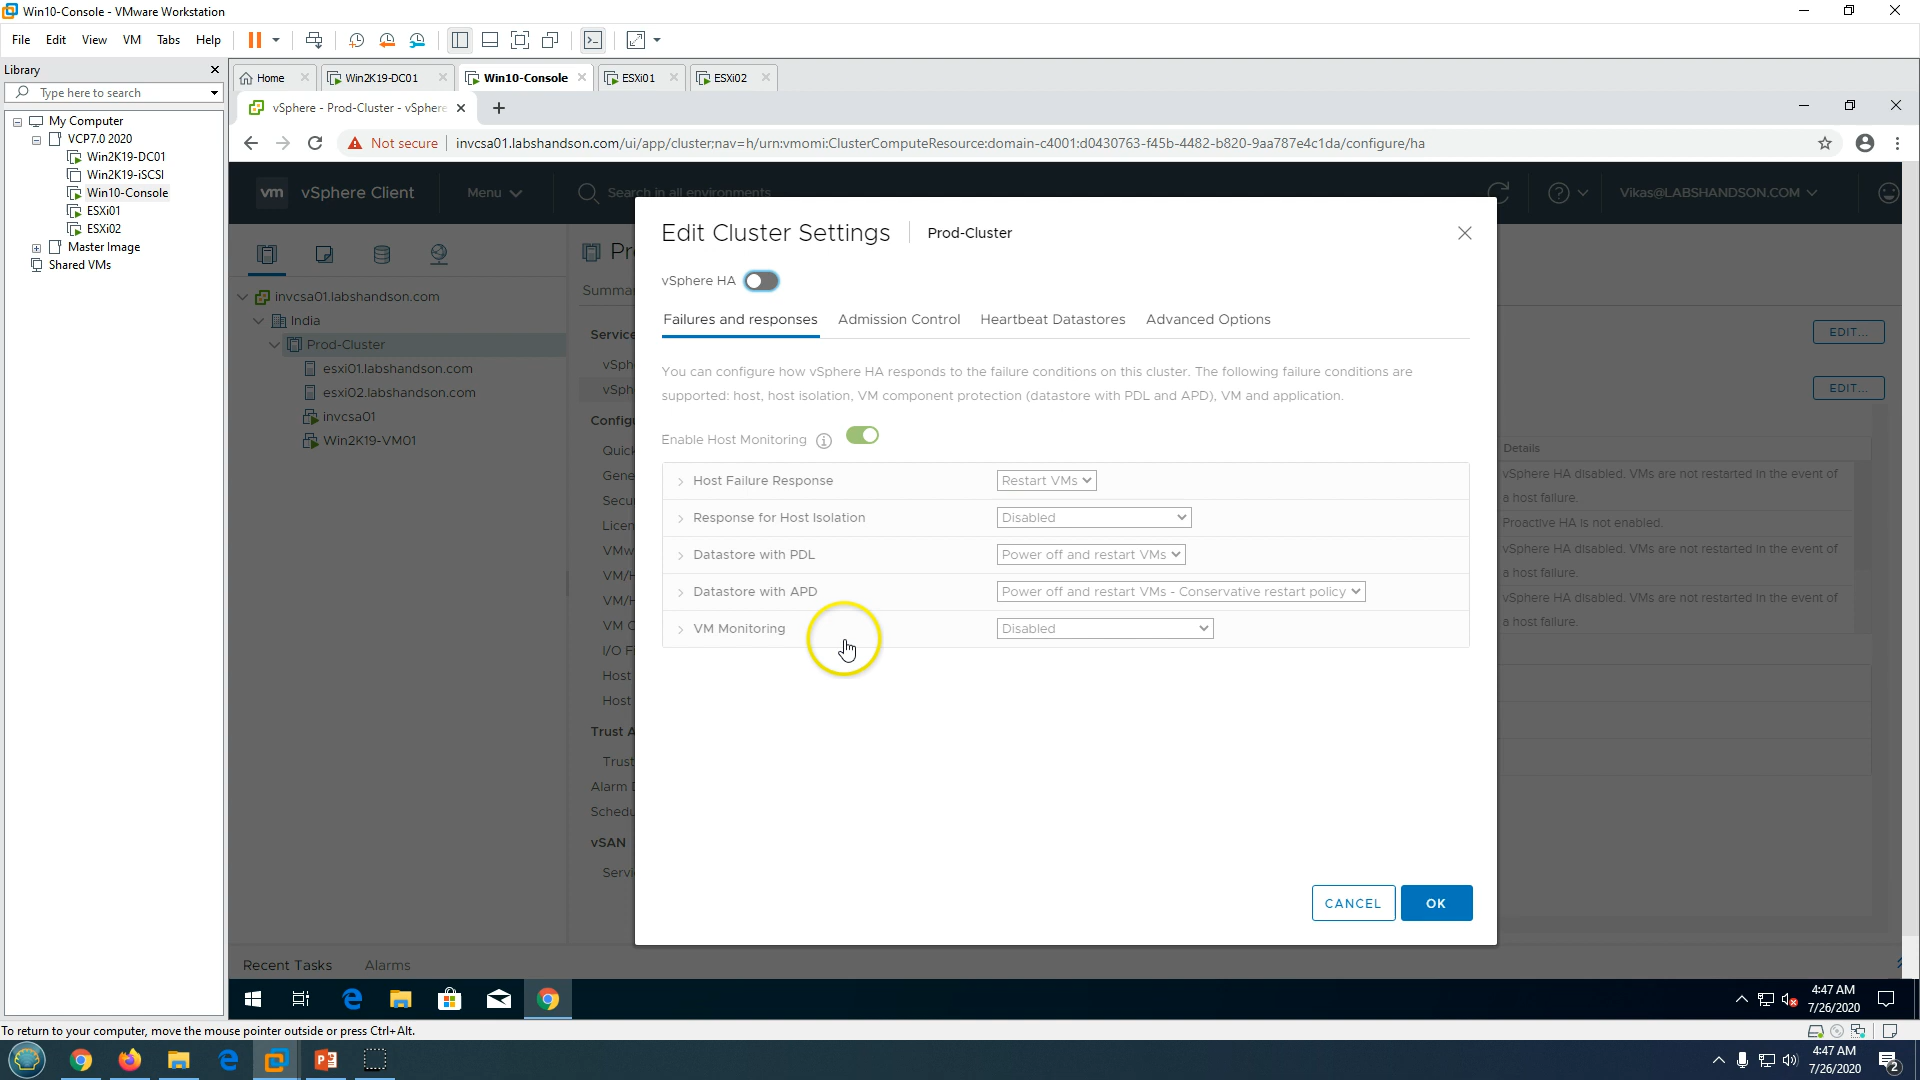 Win10-Console - VMware Workstation
File Edit View VM Tabs Help
Library
Type here to search
My Computer
VCP7.0 2020
Win2K19-DC01
Win2K19-iSCSI
Win10-Console
ESXi01
ESXi02
Master Image
Shared VMs
Home Win2K19-DC01 Win10-Console ESXi01 ESXi02
vSphere - Prod-Cluster - vSphere
Not secure invcsa01.labshandson.com/ui/app/cluster;nav=h/urn:vmomi:ClusterComputeResource:domain-c4001:d0430763-f45b-4482-b820-9aa787e4c1da/configure/ha
vm vSphere Client Menu Search in all environments Vikas@LABSHANDSON.COM
invcsa01.labshandson.com
India
Prod-Cluster
esxi01.labshandson.com
esxi02.labshandson.com
invcsa01
Win2K19-VM01
Pr
Summa
Service
vSph
vSph
Configu
Quick
Gene
Secu
Licen
VMw
VM/H
VM/H
VM C
I/O F
Host
Host
Trust A
Trust
Alarm D
Schedu
vSAN
Servi
Edit Cluster Settings Prod-Cluster
vSphere HA
Failures and responses Admission Control Heartbeat Datastores Advanced Options
You can configure how vSphere HA responds to the failure conditions on this cluster. The following failure conditions are
supported: host, host isolation, VM component protection (datastore with PDL and APD), VM and application.
Enable Host Monitoring
Host Failure Response Restart VMs
Response for Host Isolation Disabled
Datastore with PDL Power off and restart VMs
Datastore with APD Power off and restart VMs - Conservative restart policy
VM Monitoring Disabled
CANCEL OK
EDIT...
EDIT...
Details
vSphere HA disabled. VMs are not restarted in the event of
a host failure.
Proactive HA is not enabled.
vSphere HA disabled. VMs are not restarted in the event of
a host failure.
vSphere HA disabled. VMs are not restarted in the event of
a host failure.
Recent Tasks Alarms
4:47 AM
7/26/2020
To return to your computer, move the mouse pointer outside or press Ctrl+Alt.
4:47 AM
7/26/2020
2